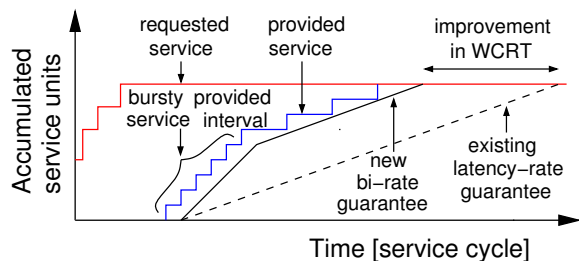 requested
service
provided
service
improvement
in WCRT
bursty
service
provided
interval
Accumulated
service units
new
bi−rate
guarantee
existing
latency−rate
guarantee
Time [service cycle]